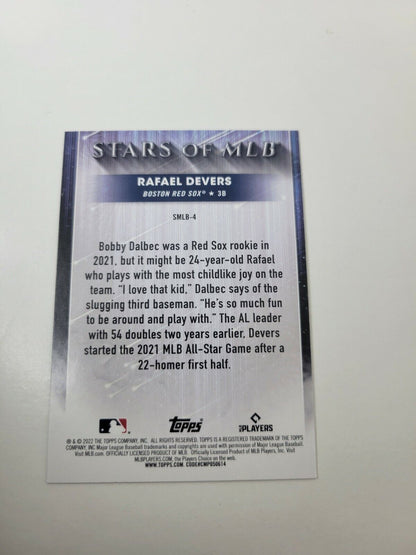 STARS OF MLB
RAFAEL DEVERS
BOSTON RED SOX® ★ 3B
SMLB-4
Bobby Dalbec was a Red Sox rookie in
2021, but it might be 24-year-old Rafael
who plays with the most childlike joy on
the team. “I love that kid,” Dalbec says of
the slugging third baseman. “He’s so much
fun to be around and play with.” The AL leader
with 54 doubles two years earlier, Devers
started the 2021 MLB All-Star Game after a
22-homer first half.
Topps
PLAYERS
® & © 2022 THE TOPPS COMPANY, INC. ALL RIGHTS RESERVED. TOPPS IS A REGISTERED TRADEMARK OF THE TOPPS
COMPANY, INC. Major League Baseball trademarks and copyrights are used with permission of Major League Baseball.
Visit MLB.com. OFFICIALLY LICENSED PRODUCT OF MLB Players, Inc. Visit
MLBPLAYERS.com, the Players Choice on the web.
WWW.TOPPS.COM. CODE#CMP050614